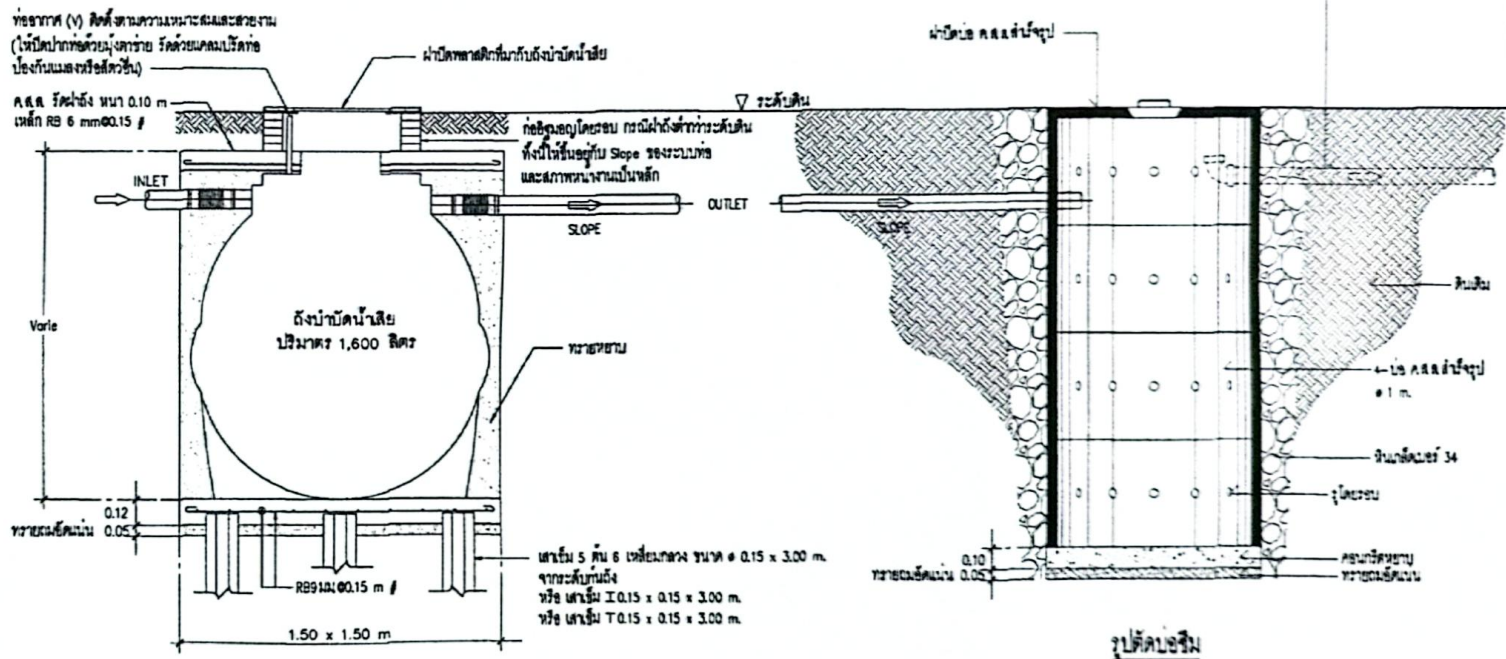 ท่ออากาศ (V) ติดตั้งตามความเหมาะสมและสวยงาม
(ให้ปิดปากท่อด้วยมุ้งตาข่าย รัดด้วยแคลมป์รัดท่อ
ป้องกันแมลงหรือสัตว์อื่น)
ค.ส.ล. รัดฝาถัง หนา 0.10 m
เหล็ก RB 6 mm@0.15 #
ฝาปิดพลาสติกที่มากับถังบำบัดน้ำเสีย
ระดับดิน
ฝาปิดบ่อ ค.ส.ล.สำเร็จรูป
ก่ออิฐมอญโดยรอบ กรณีฝาถังต่ำกว่าระดับดิน
ทั้งนี้ให้ขึ้นอยู่กับ Slope ของระบบท่อ
และสภาพหน้างานเป็นหลัก
INLET
OUTLET
SLOPE
SLOPE
Varie
ถังบำบัดน้ำเสีย
ปริมาตร 1,600 ลิตร
ทรายหยาบ
ดินเดิม
บ่อ ค.ส.ล.สำเร็จรูป
ø 1 m.
หินเกล็ดเบอร์ 34
รูโดยรอบ
0.12
ทรายถมอัดแน่น 0.05
RB9มม@0.15 m #
1.50 x 1.50 m
เสาเข็ม 5 ต้น 6 เหลี่ยมกลวง ขนาด ø 0.15 x 3.00 m.
จากระดับก้นถัง
หรือ เสาเข็ม I 0.15 x 0.15 x 3.00 m.
หรือ เสาเข็ม T 0.15 x 0.15 x 3.00 m.
0.10
ทรายถมอัดแน่น 0.05
คอนกรีตหยาบ
ทรายถมอัดแน่น
รูปตัดบ่อซึม